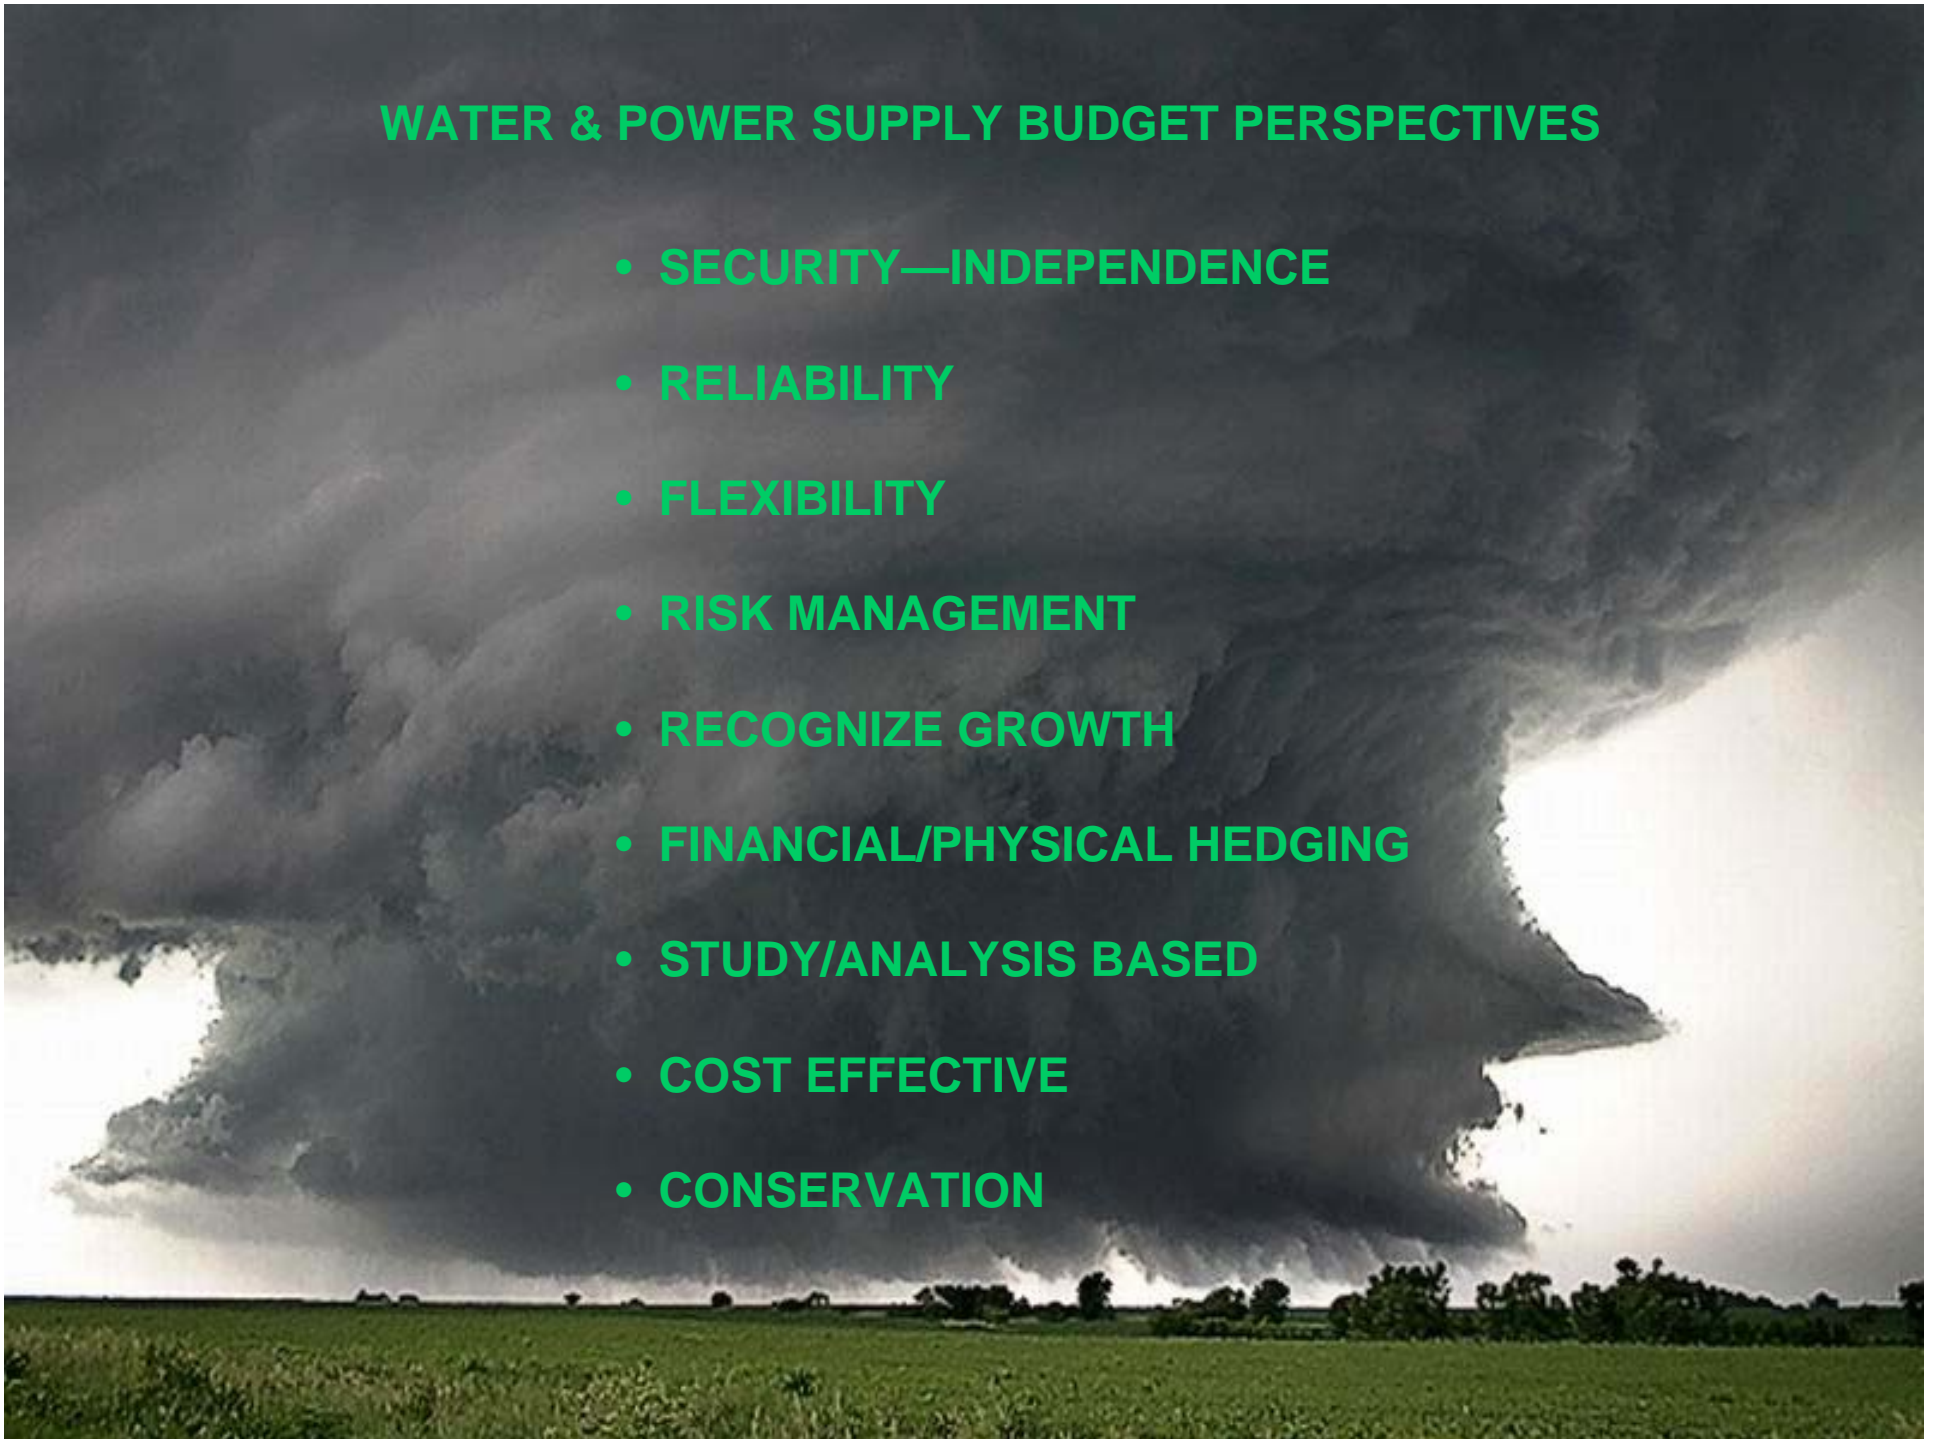 WATER & POWER SUPPLY BUDGET PERSPECTIVES
• SECURITY—INDEPENDENCE
• RELIABILITY
• FLEXIBILITY
• RISK MANAGEMENT
• RECOGNIZE GROWTH
• FINANCIAL/PHYSICAL HEDGING
• STUDY/ANALYSIS BASED
• COST EFFECTIVE
• CONSERVATION